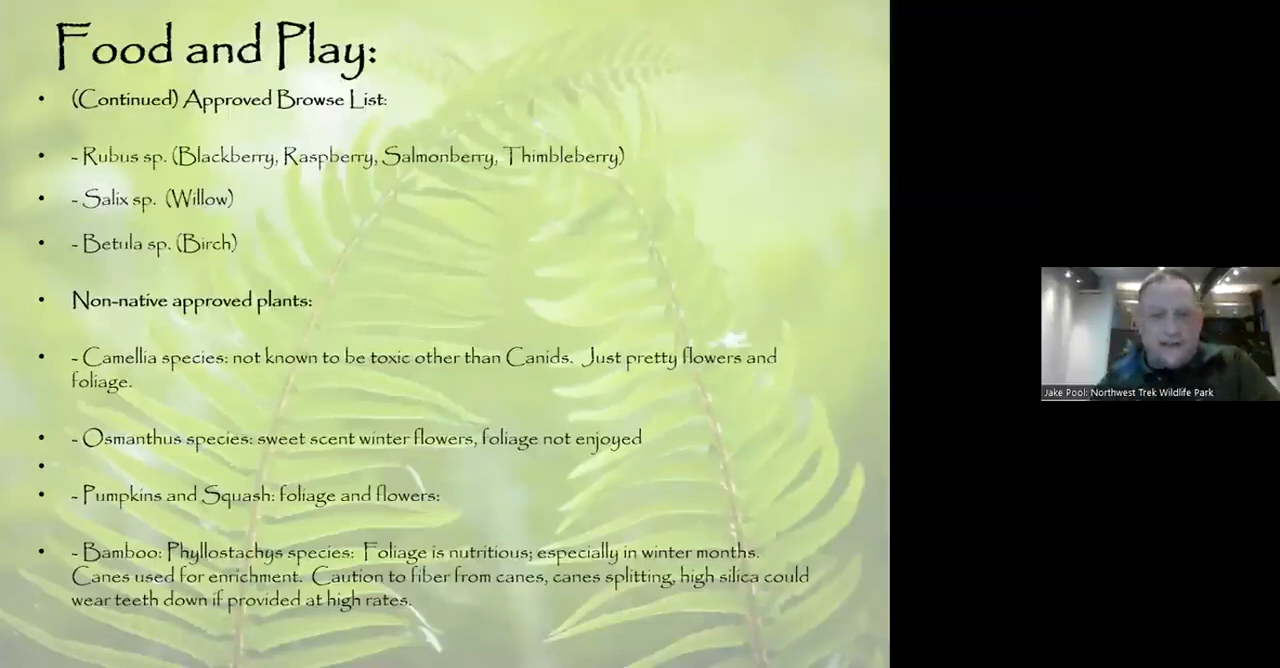 Food and Play:
• (Continued) Approved Browse List:
• - Rubus sp. (Blackberry, Raspberry, Salmonberry, Thimbleberry)
• - Salix sp. (Willow)
• - Betula sp. (Birch)
• Non-native approved plants:
• - Camellia species: not known to be toxic other than Canids. Just pretty flowers and
foliage.
• - Osmanthus species: sweet scent winter flowers, foliage not enjoyed
•
• - Pumpkins and Squash: foliage and flowers:
• - Bamboo: Phyllostachys species: Foliage is nutritious; especially in winter months.
Canes used for enrichment. Caution to fiber from canes, canes splitting, high silica could
wear teeth down if provided at high rates.
Jake Pool: Northwest Trek Wildlife Park